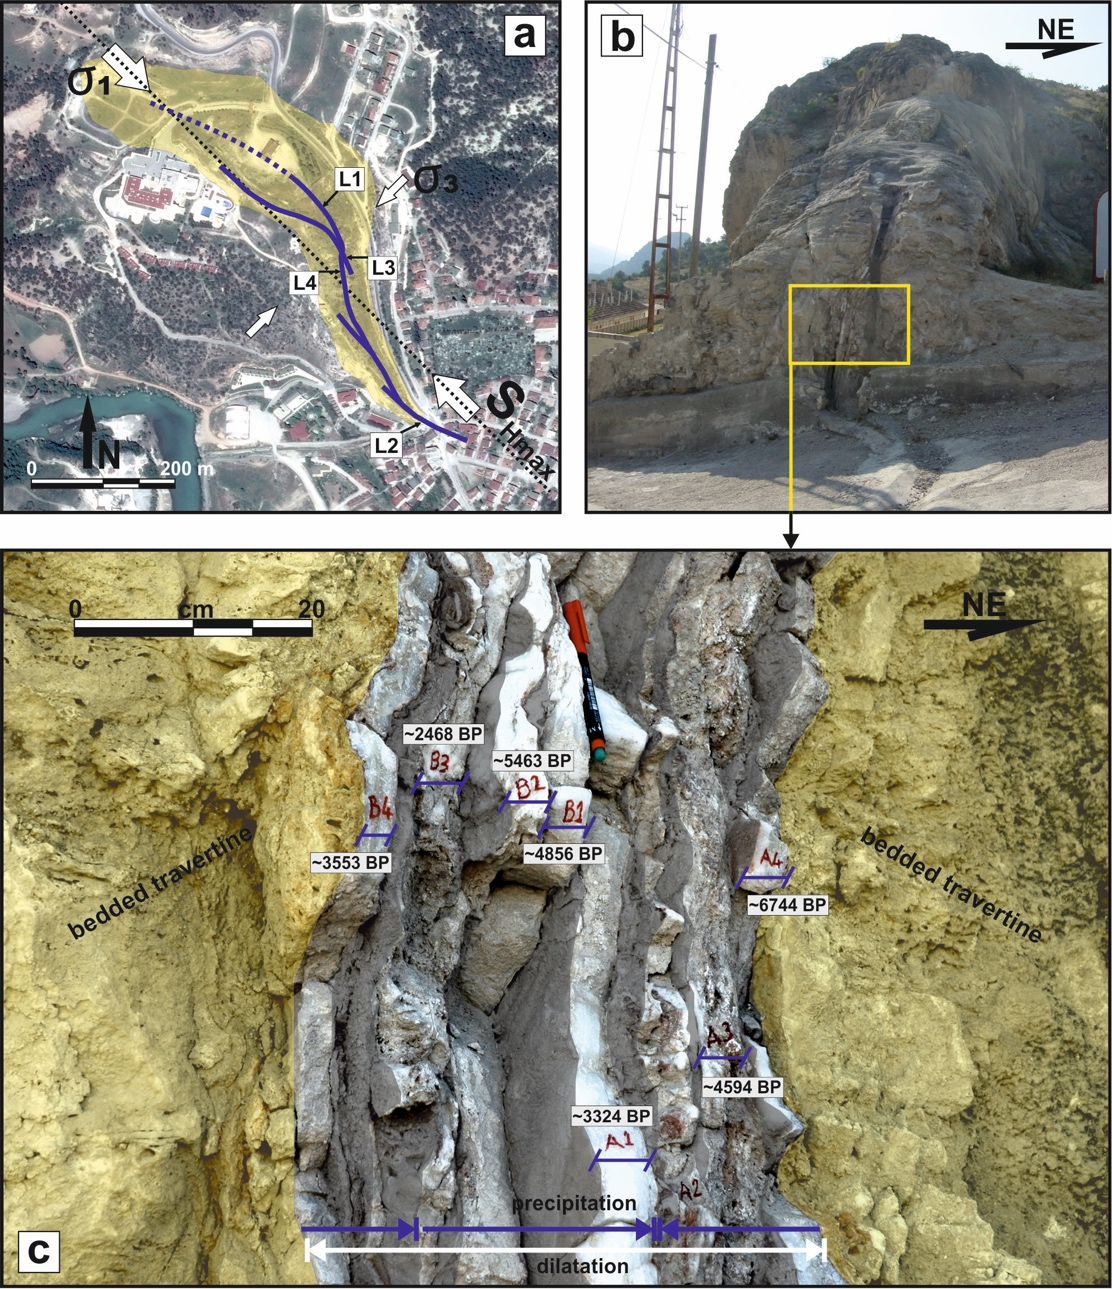 a
σ1
σ3
L1
L3
L4
L2
SHmax
N
0 200 m
b
NE
0 cm 20
NE
~2468 BP
B3
~5463 BP
B2
B4
B1
~3553 BP
~4856 BP
A4
~6744 BP
bedded travertine
bedded travertine
A3
~4594 BP
~3324 BP
A1
A2
precipitation
dilatation
c